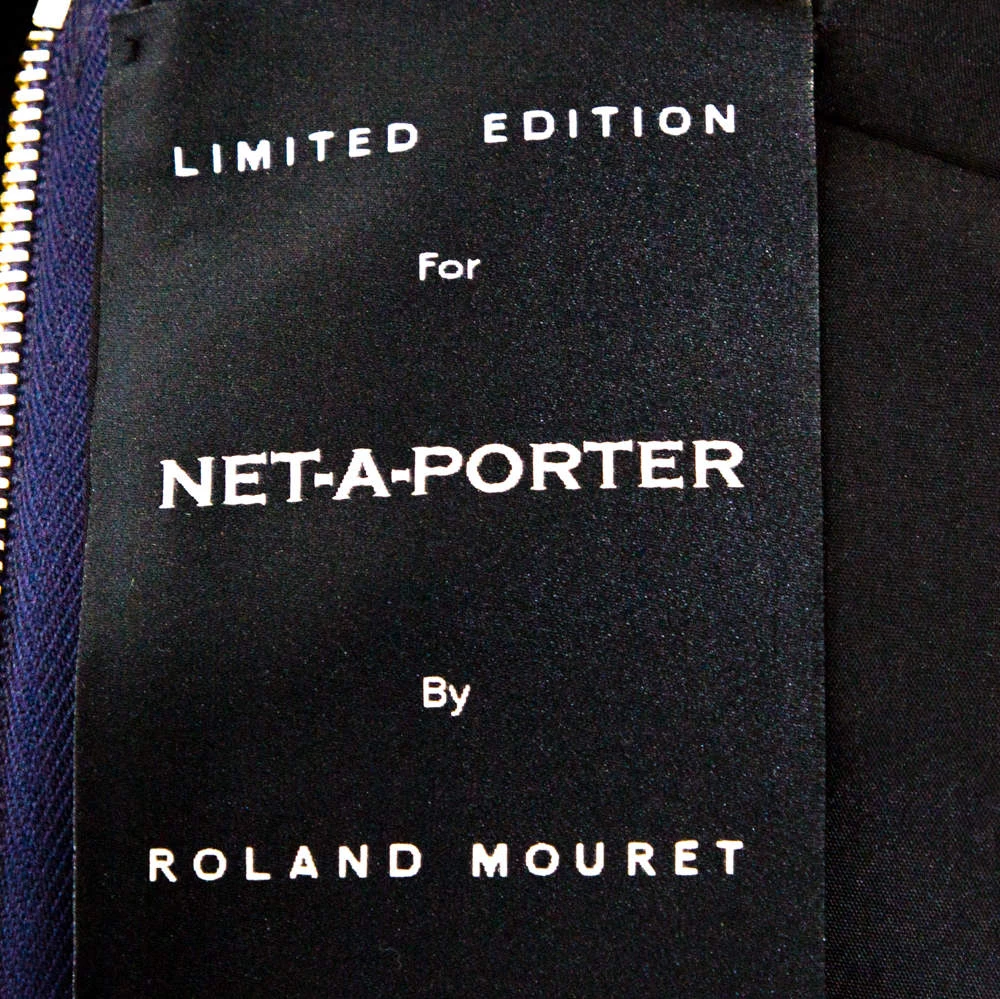 LIMITED EDITION
For
NET-A-PORTER
By
ROLAND MOURET